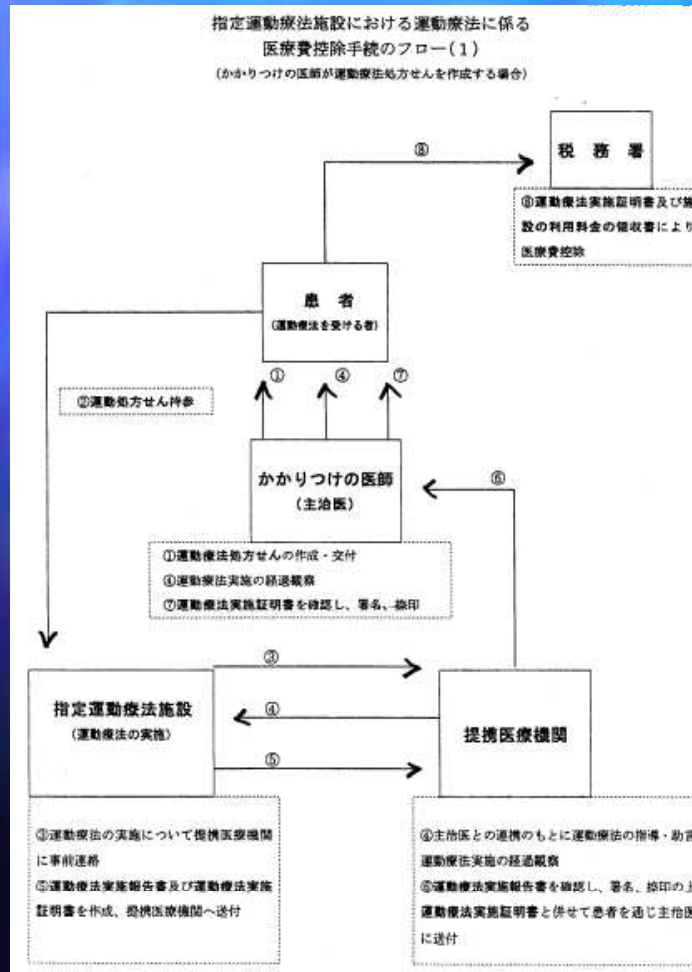 指定運動療法施設における運動療法に係る
医療費控除手続のフロー(1)
(かかりつけの医師が運動療法処方せんを作成する場合)
⑧
税 務 署
⑧運動療法実施証明書及び施
設の利用料金の領収書により
医療費控除
患 者
(運動療法を受ける者)
① ④ ⑦
②運動処方せん持参
かかりつけの医師
(主治医)
⑥
①運動療法処方せんの作成・交付
④運動療法実施の経過観察
⑦運動療法実施証明書を確認し、署名、捺印
③
指定運動療法施設
(運動療法の実施)
④
提携医療機関
⑤
③運動療法の実施について提携医療機関
に事前連絡
⑤運動療法実施報告書及び運動療法実施
証明書を作成、提携医療機関へ送付
④主治医との連携のもとに運動療法の指導・助言
運動療法実施の経過観察
⑥運動療法実施報告書を確認し、署名、捺印の上
運動療法実施証明書と併せて患者を通じ主治医
に送付